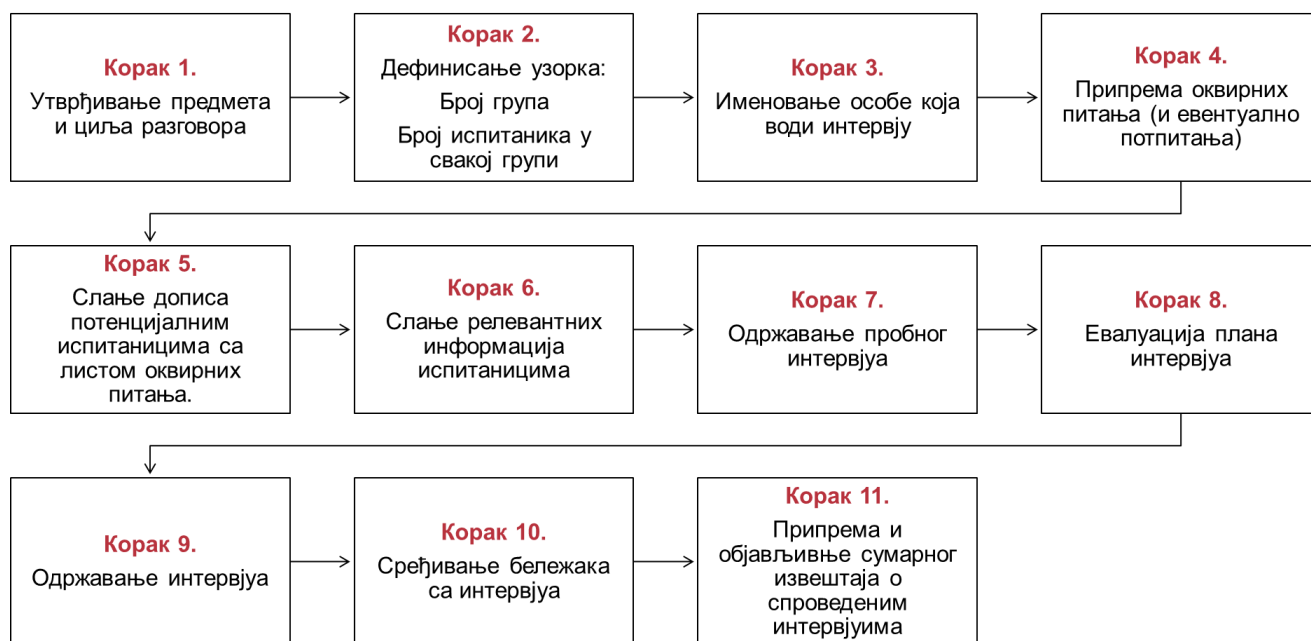 Корак 1.
Утврђивање предмета
и циља разговора
Корак 2.
Дефинисање узорка:
Број група
Број испитаника у
свакој групи
Корак 3.
Именовање особе која
води интервју
Корак 4.
Припрема оквирних
питања (и евентуално
потпитања)
Корак 5.
Слање дописа
потенцијалним
испитаницима са
листом оквирних
питања.
Корак 6.
Слање релевантних
информација
испитаницима
Корак 7.
Одржавање пробног
интервјуа
Корак 8.
Евалуација плана
интервјуа
Корак 9.
Одржавање интервјуа
Корак 10.
Сређивање бележака
са интервјуа
Корак 11.
Припрема и
објављивње сумарног
извештаја о
спроведеним
интервјуима